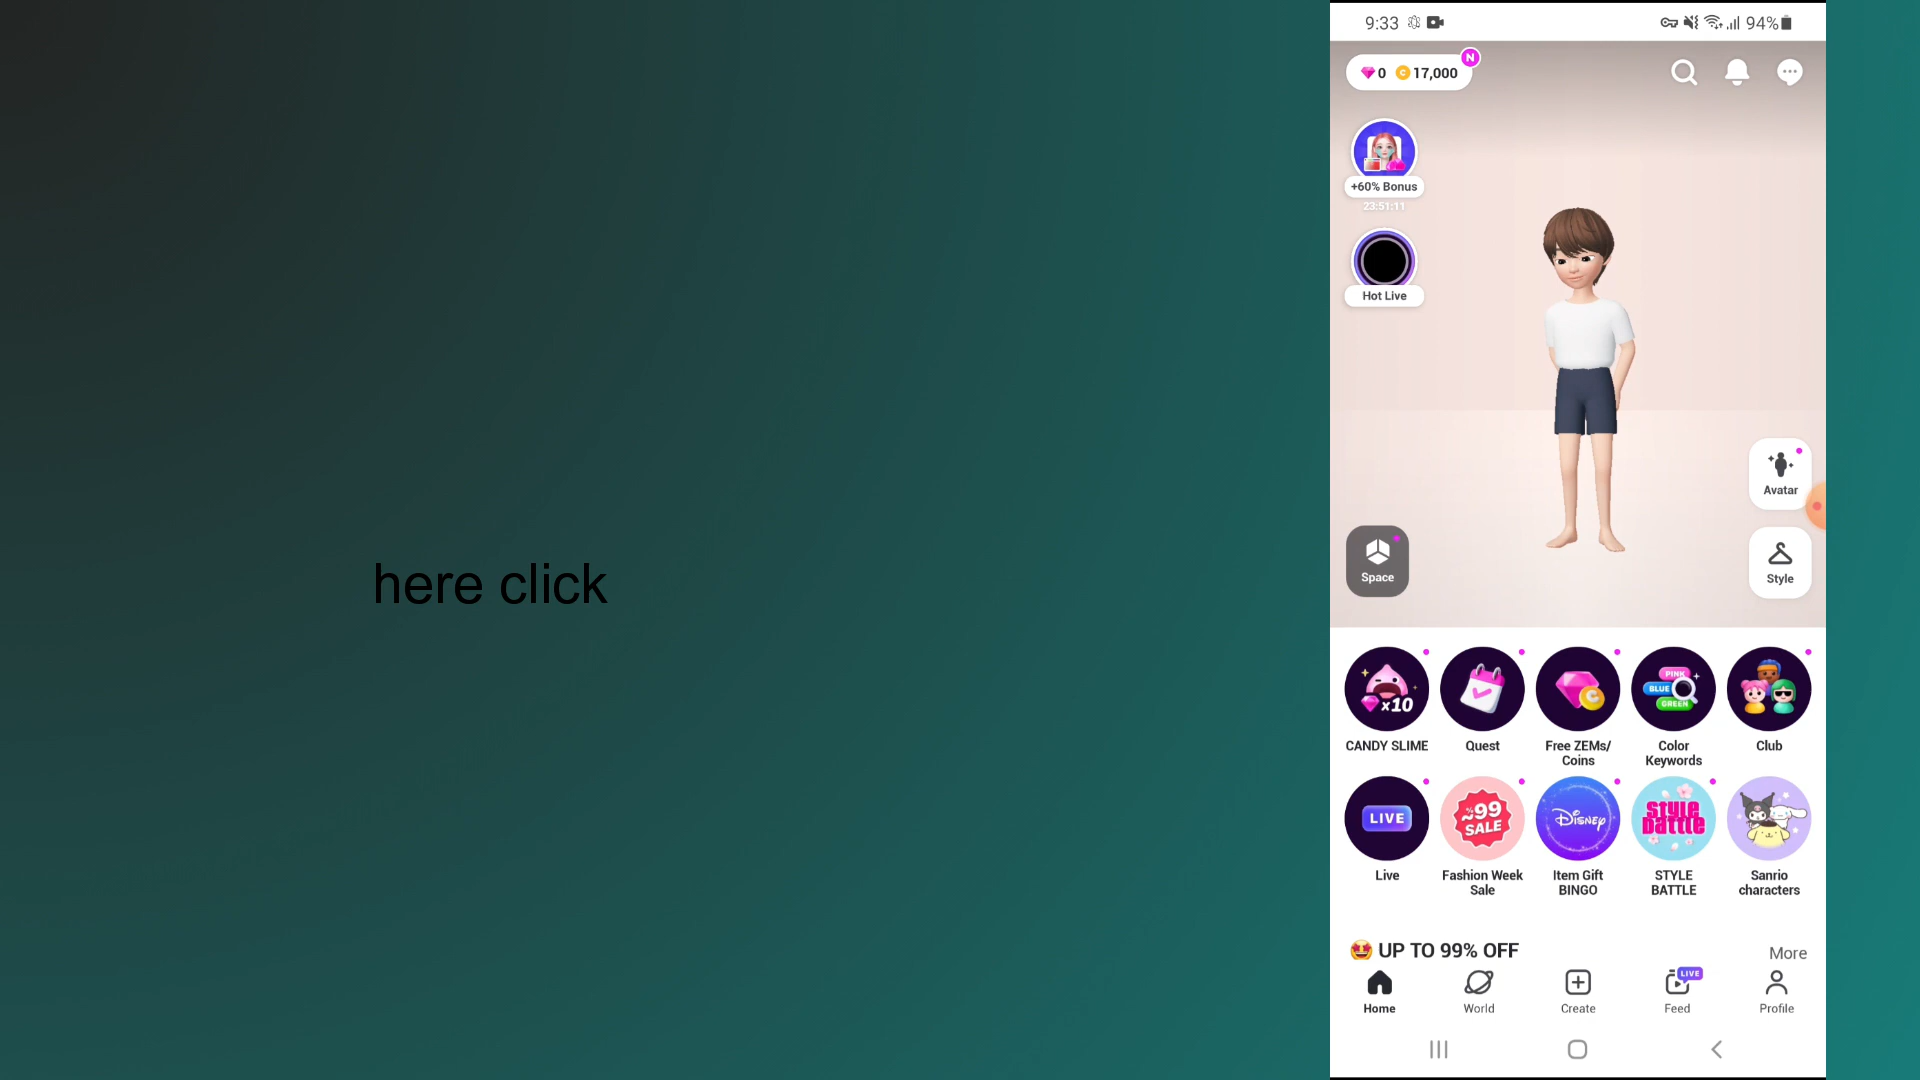 9:33
94%
N
0
17,000
+60% Bonus
23:51:11
Hot Live
here click
Avatar
Space
Style
x10
PINK
BLUE
GREEN
CANDY SLIME
Quest
Free ZEMs/
Coins
Color
Keywords
Club
LIVE
~99
SALE
Disney
style
battle
Live
Fashion Week
Sale
Item Gift
BINGO
STYLE
BATTLE
Sanrio
characters
UP TO 99% OFF
More
LIVE
Home
World
Create
Feed
Profile